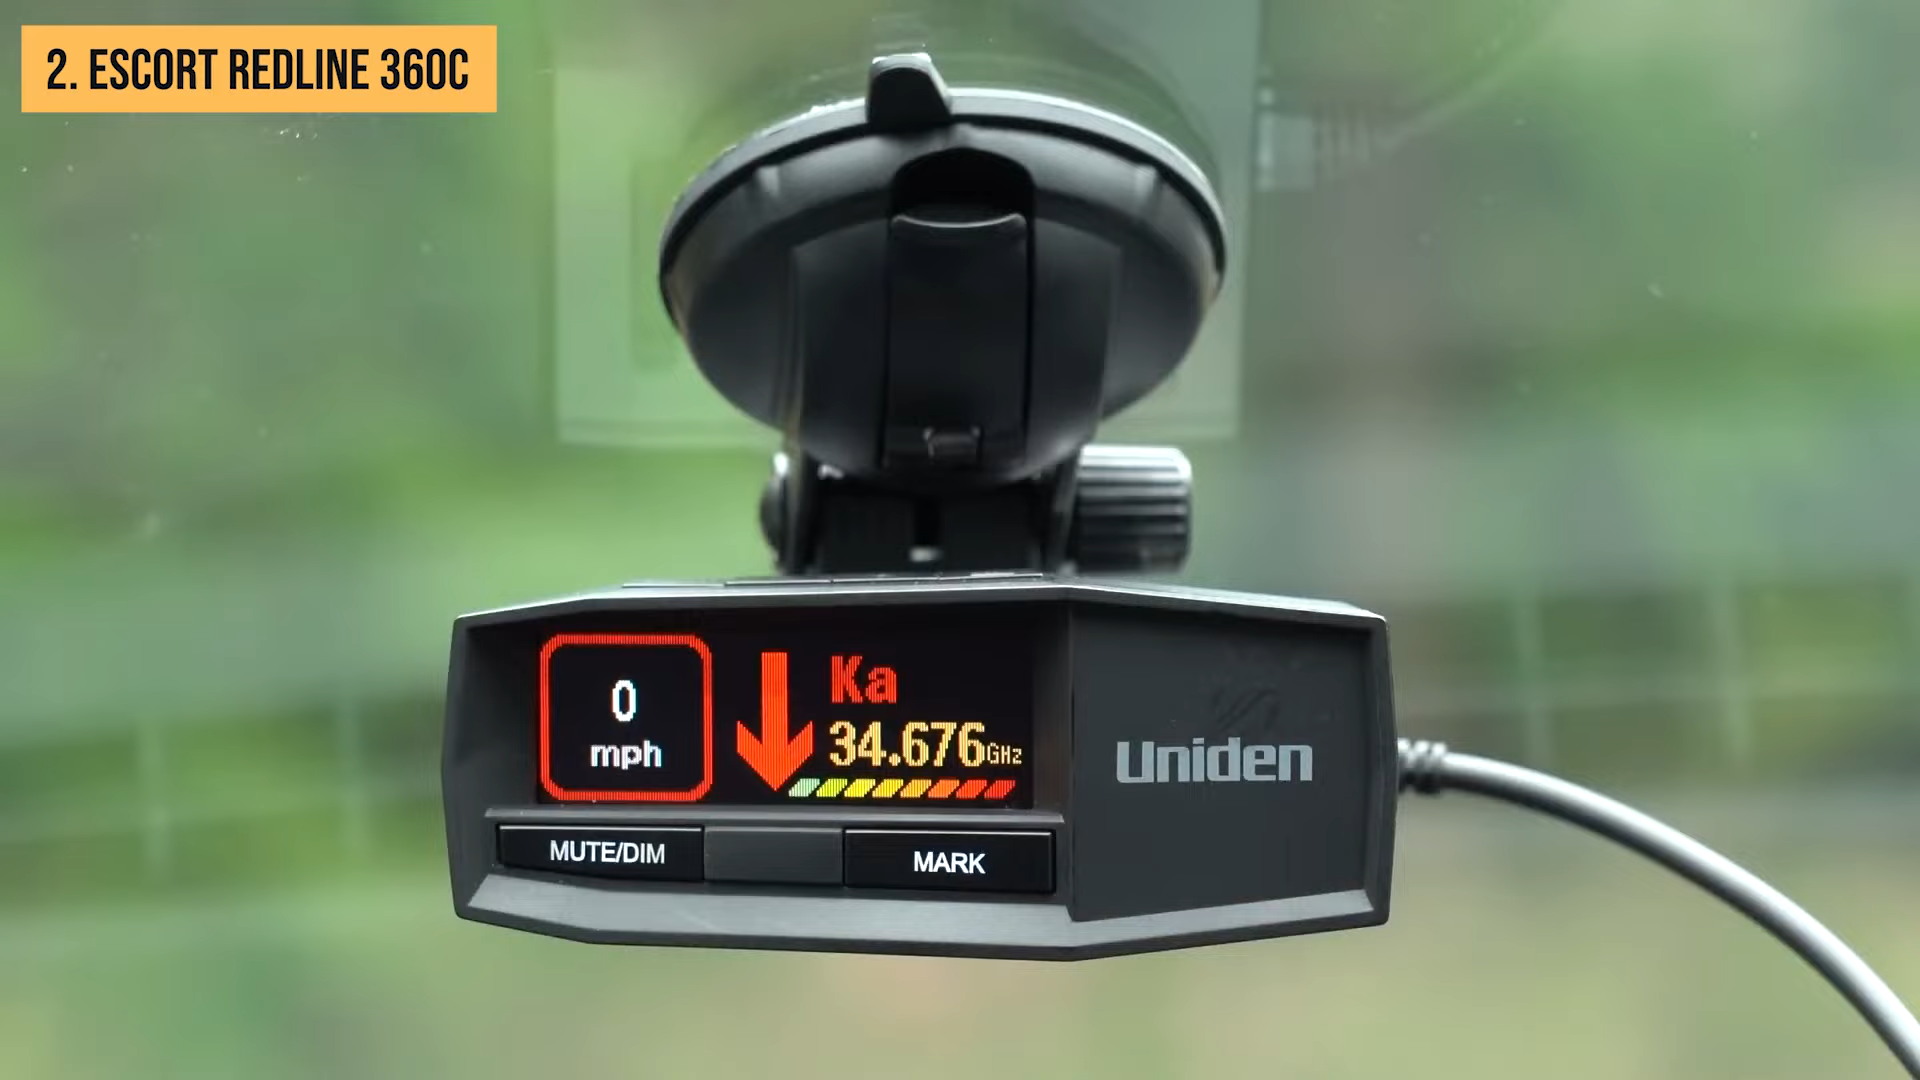 2. ESCORT REDLINE 360C
0
mph
Ka
34.676GHz
Uniden
MUTE/DIM
MARK